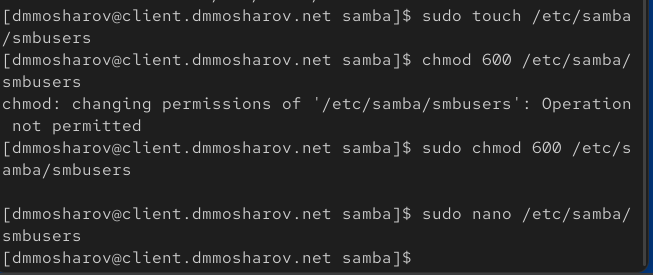 [dmmosharov@client.dmmosharov.net samba]$ sudo touch /etc/samba
/smbusers
[dmmosharov@client.dmmosharov.net samba]$ chmod 600 /etc/samba/
smbusers
chmod: changing permissions of '/etc/samba/smbusers': Operation
 not permitted
[dmmosharov@client.dmmosharov.net samba]$ sudo chmod 600 /etc/s
amba/smbusers
[dmmosharov@client.dmmosharov.net samba]$ sudo nano /etc/samba/
smbusers
[dmmosharov@client.dmmosharov.net samba]$